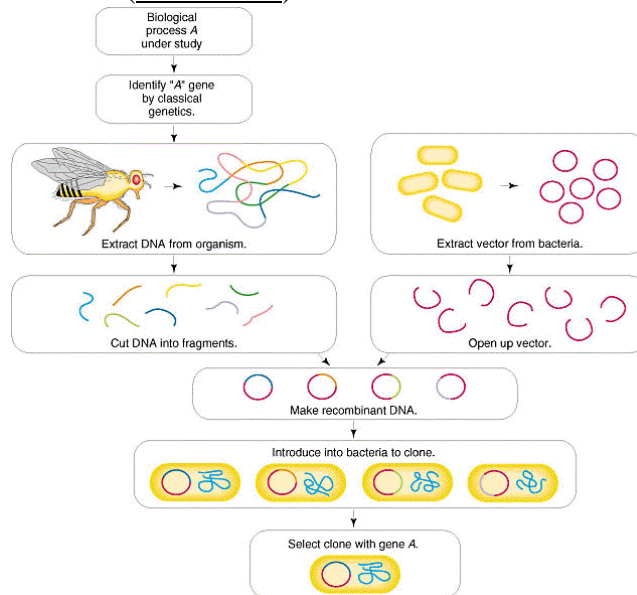 Biological
process A
under study
Identify "A" gene
by classical
genetics.
Extract DNA from organism.
Extract vector from bacteria.
Cut DNA into fragments.
Open up vector.
Make recombinant DNA.
Introduce into bacteria to clone.
Select clone with gene A.